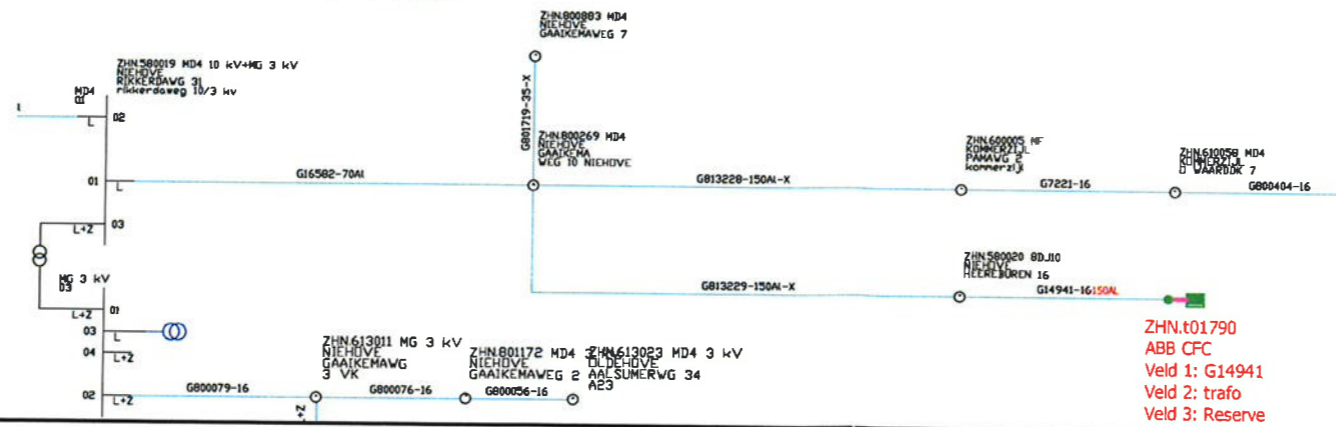 ZHN.800883 MD4
NIEHOVE
GAAIKEMAWEG 7
ZHN.580019 MD4 10 kV+MG 3 kV
NIEHOVE
RIKKERDAWG 31
rikkerdaweg 10/3 kv
MD4
L
02
G801719-35-X
ZHN.800269 MD4
NIEHOVE
GAAIKEMA
WEG 10 NIEHOVE
ZHN.600005 MF
KOMMERZIJL
PAMAWG 2
kommerzijl
ZHN.610058 MD4
KOMMERZIJL
D WAARDDK 7
01
L
G16582-70Al
G813228-150Al-X
G7221-16
G800404-16
L+Z
03
ZHN.580020 8DJ10
NIEHOVE
HEEREBUREN 16
MG 3 kV
03
G813229-150Al-X
G14941-16150AL
L+Z
01
03
L
04
L+Z
ZHN.t01790
ABB CFC
Veld 1: G14941
Veld 2: trafo
Veld 3: Reserve
ZHN.613011 MG 3 kV
NIEHOVE
GAAIKEMAWG
3 VK
ZHN.801172 MD4 3
NIEHOVE
GAAIKEMAWEG 2
ZHN.613023 MD4 3 kV
OLDEHOVE
AALSUMERWG 34
A23
02
L+Z
G800079-16
G800076-16
G800056-16
L+Z